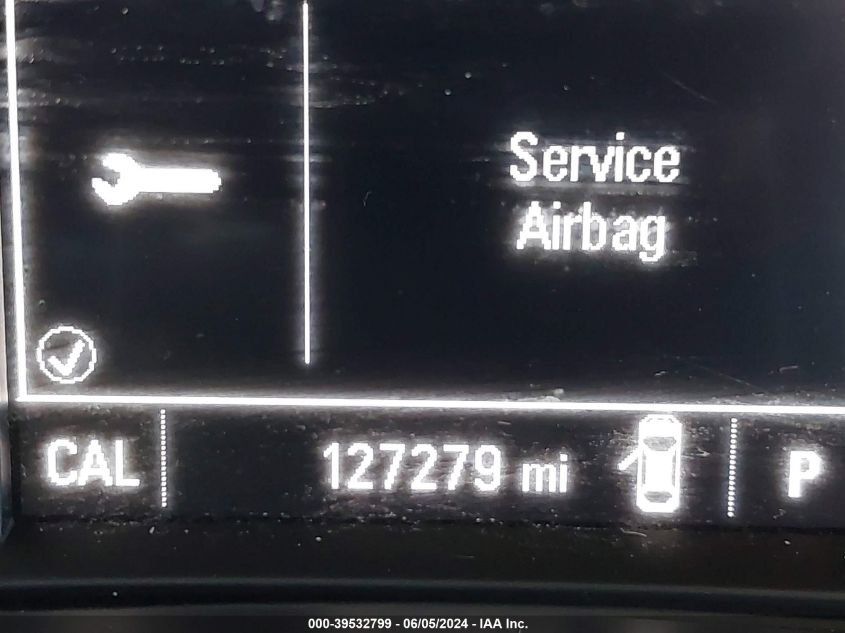 Service
Airbag
CAL 127279 mi P
000-39532799 - 06/05/2024 - IAA Inc.